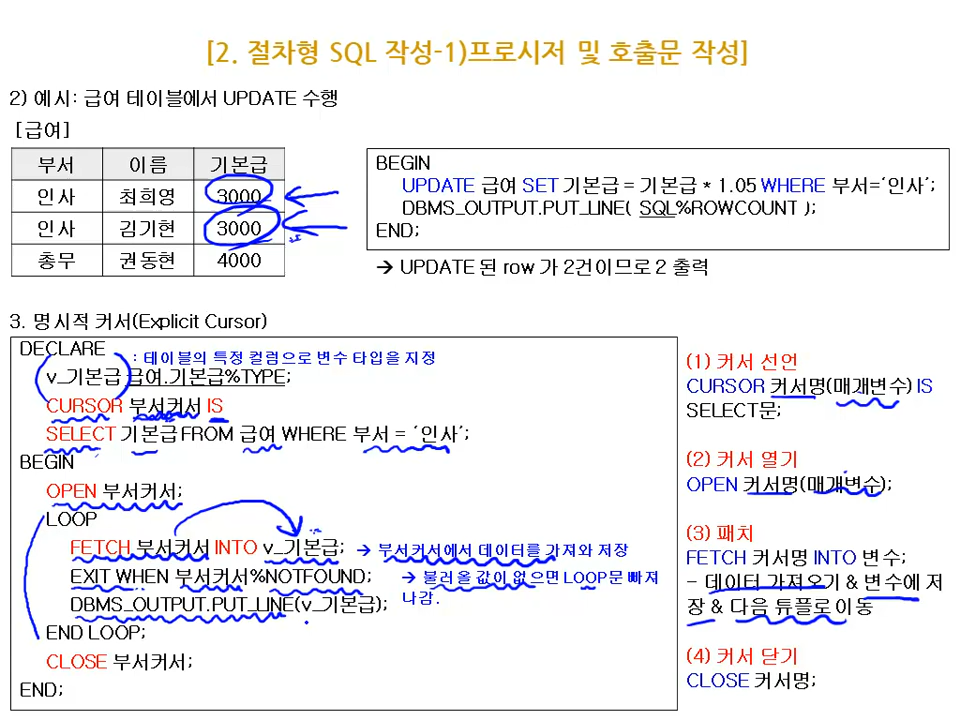 [2. 절차형 SQL 작성-1)프로시저 및 호출문 작성]
2) 예시: 급여 테이블에서 UPDATE 수행
[급여]
부서 이름 기본급
인사 최희영 3000
인사 김기현 3000
총무 권동현 4000
BEGIN
UPDATE 급여 SET 기본급 = 기본급 * 1.05 WHERE 부서=‘인사’;
DBMS_OUTPUT.PUT_LINE( SQL%ROWCOUNT );
END;
→ UPDATE 된 row 가 2건이므로 2 출력
3. 명시적 커서(Explicit Cursor)
DECLARE
: 테이블의 특정 컬럼으로 변수 타입을 지정
v_기본급 급여.기본급%TYPE;
CURSOR 부서커서 IS
SELECT 기본급 FROM 급여 WHERE 부서 = ‘인사’;
BEGIN
OPEN 부서커서;
LOOP
FETCH 부서커서 INTO v_기본급; → 부서커서에서 데이터를 가져와 저장
EXIT WHEN 부서커서%NOTFOUND; → 불러올 값이 없으면 LOOP문 빠져
나감.
DBMS_OUTPUT.PUT_LINE(v_기본급);
END LOOP;
CLOSE 부서커서;
END;
(1) 커서 선언
CURSOR 커서명(매개변수) IS
SELECT문;
(2) 커서 열기
OPEN 커서명(매개변수);
(3) 패치
FETCH 커서명 INTO 변수;
- 데이터 가져오기 & 변수에 저
장 & 다음 튜플로 이동
(4) 커서 닫기
CLOSE 커서명;